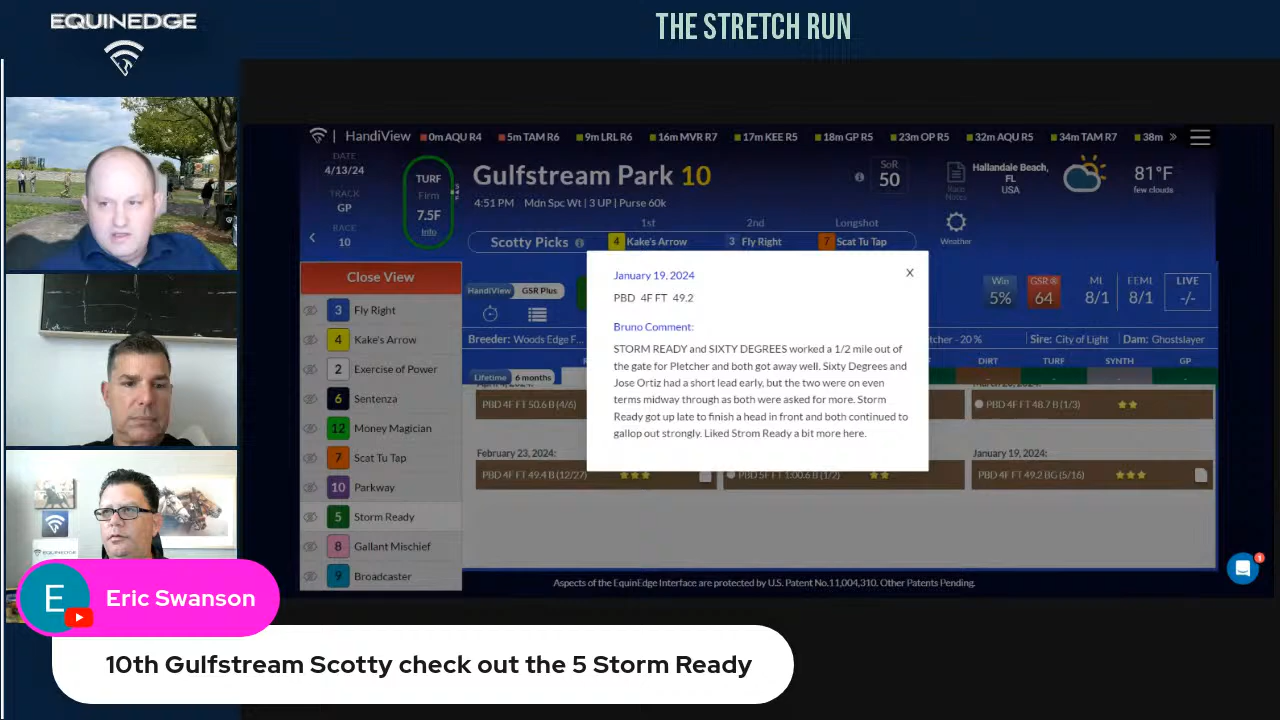 EQUINEDGE
THE STRETCH RUN
HandiView
0m AQU R4
5m TAM R6
9m LRL R6
16m MVR R7
17m KEE R5
18m GP R5
23m OP R5
32m AQU R5
34m TAM R7
38m
DATE
4/13/24
TRACK
GP
RACE
10
TURF
Firm
7.5F
Info
Gulfstream Park 10
4:51 PM Mdn Spc Wt | 3 UP | Purse 60k
SoR
50
Race
Notes
Hallandale Beach,
FL
USA
81°F
few clouds
Weather
1st
2nd
Longshot
Scotty Picks
4 Kake's Arrow
3 Fly Right
7 Scat Tu Tap
Close View
3 Fly Right
4 Kake's Arrow
2 Exercise of Power
6 Sentenza
12 Money Magician
7 Scat Tu Tap
10 Parkway
5 Storm Ready
8 Gallant Mischief
9 Broadcaster
HandiView GSR Plus
Win
5%
GSR ®
64
ML
8/1
FEML
8/1
LIVE
-/-
Breeder: Woods Edge F...
Pletcher - 20 %
Sire: City of Light
Dam: Ghostslayer
Lifetime 6 months
DIRT
TURF
SYNTH
GP
PBD 4F FT 50.6 B (4/6)
PBD 4F FT 48.7 B (1/3)
February 23, 2024:
PBD 4F FT 49.4 B (12/27)
PBD 5F FT 1:00.6 B (1/2)
January 19, 2024:
PBD 4F FT 49.2 BG (5/16)
January 19, 2024
X
PBD 4F FT 49.2
Bruno Comment:
STORM READY and SIXTY DEGREES worked a 1/2 mile out of
the gate for Pletcher and both got away well. Sixty Degrees and
Jose Ortiz had a short lead early, but the two were on even
terms midway through as both were asked for more. Storm
Ready got up late to finish a head in front and both continued to
gallop out strongly. Liked Strom Ready a bit more here.
Aspects of the EquinEdge Interface are protected by U.S. Patent No.11,004,310. Other Patents Pending.
1
EQUINEDGE
E
Eric Swanson
10th Gulfstream Scotty check out the 5 Storm Ready